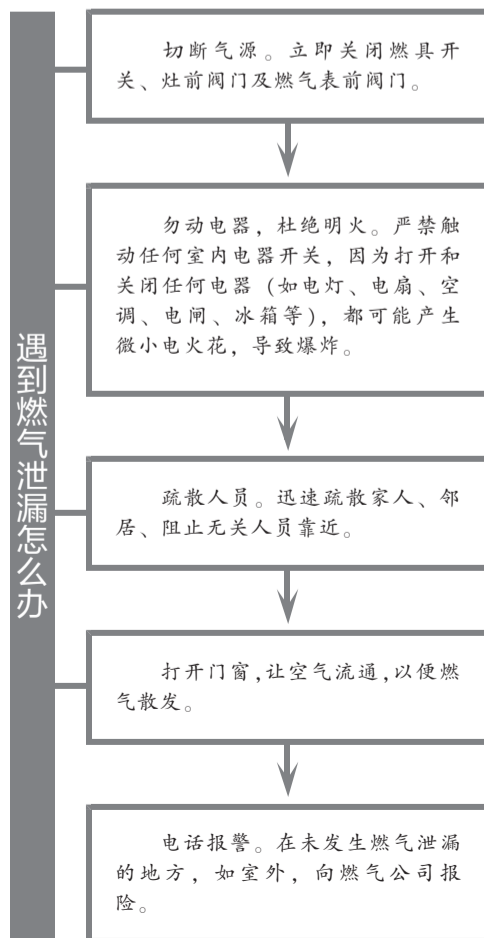 遇到燃气泄漏怎么办
切断气源。立即关闭燃具开
关、灶前阀门及燃气表前阀门。
勿动电器，杜绝明火。严禁触
动任何室内电器开关，因为打开和
关闭任何电器（如电灯、电扇、空
调、电闸、冰箱等），都可能产生
微小电火花，导致爆炸。
疏散人员。迅速疏散家人、邻
居、阻止无关人员靠近。
打开门窗，让空气流通，以便燃
气散发。
电话报警。在未发生燃气泄漏
的地方，如室外，向燃气公司报
险。